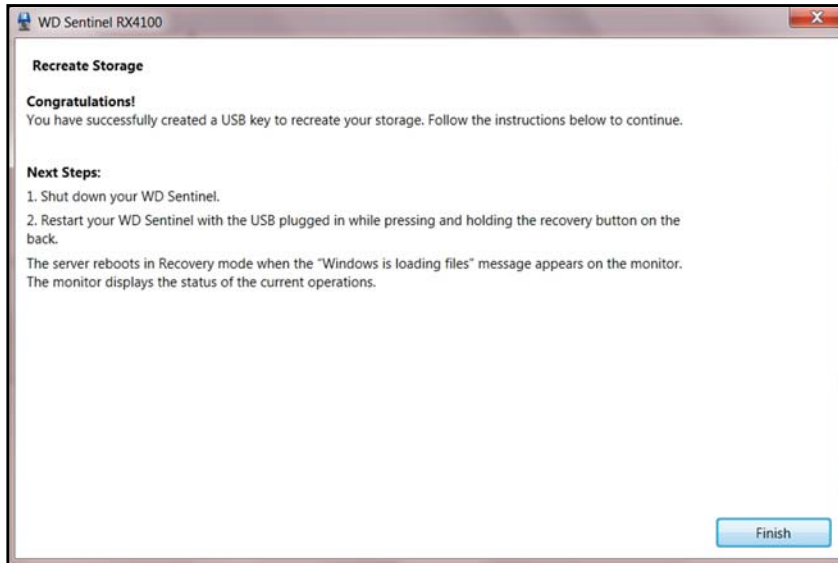 WD Sentinel RX4100
Recreate Storage
Congratulations!
You have successfully created a USB key to recreate your storage. Follow the instructions below to continue.
Next Steps:
1. Shut down your WD Sentinel.
2. Restart your WD Sentinel with the USB plugged in while pressing and holding the recovery button on the
back.
The server reboots in Recovery mode when the "Windows is loading files" message appears on the monitor.
The monitor displays the status of the current operations.
Finish